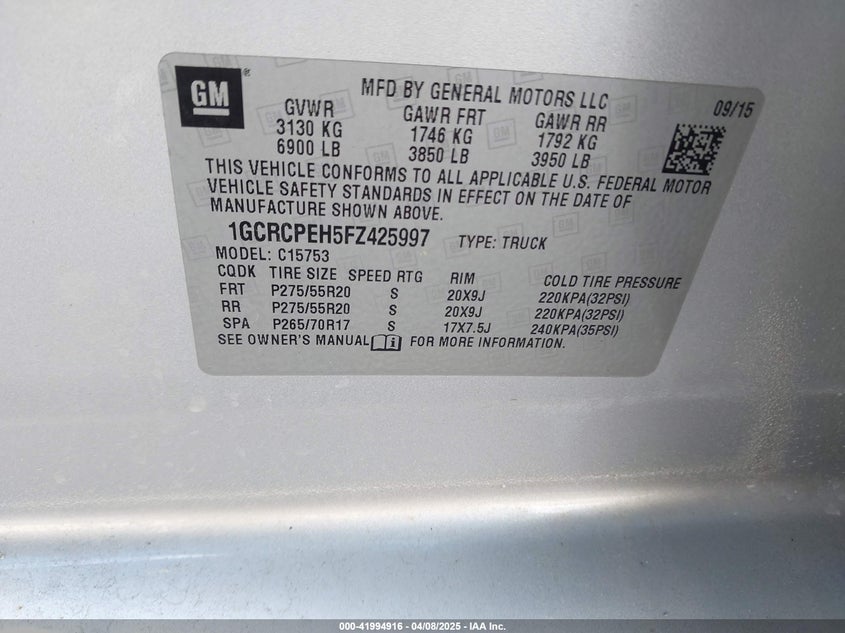 GM ®
MFD BY GENERAL MOTORS LLC
09/15
GVWR GAWR FRT GAWR RR
3130 KG 1746 KG 1792 KG
6900 LB 3850 LB 3950 LB
THIS VEHICLE CONFORMS TO ALL APPLICABLE U.S. FEDERAL MOTOR
VEHICLE SAFETY STANDARDS IN EFFECT ON THE DATE OF
MANUFACTURE SHOWN ABOVE.
1GCRCPEH5FZ425997 TYPE: TRUCK
MODEL: C15753
CQDK TIRE SIZE SPEED RTG RIM COLD TIRE PRESSURE
FRT P275/55R20 S 20X9J 220KPA(32PSI)
RR P275/55R20 S 20X9J 220KPA(32PSI)
SPA P265/70R17 S 17X7.5J 240KPA(35PSI)
SEE OWNER'S MANUAL FOR MORE INFORMATION.
000-41994916 - 04/08/2025 - IAA Inc.